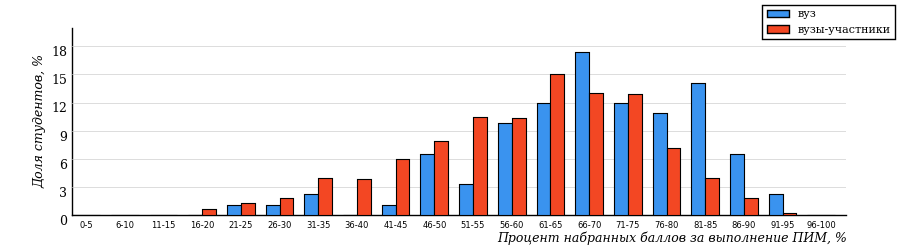 вуз
вузы-участники
Доля студентов, %
18
15
12
9
6
3
0
0-5 6-10 11-15 16-20 21-25 26-30 31-35 36-40 41-45 46-50 51-55 56-60 61-65 66-70 71-75 76-80 81-85 86-90 91-95 96-100
Процент набранных баллов за выполнение ПИМ, %